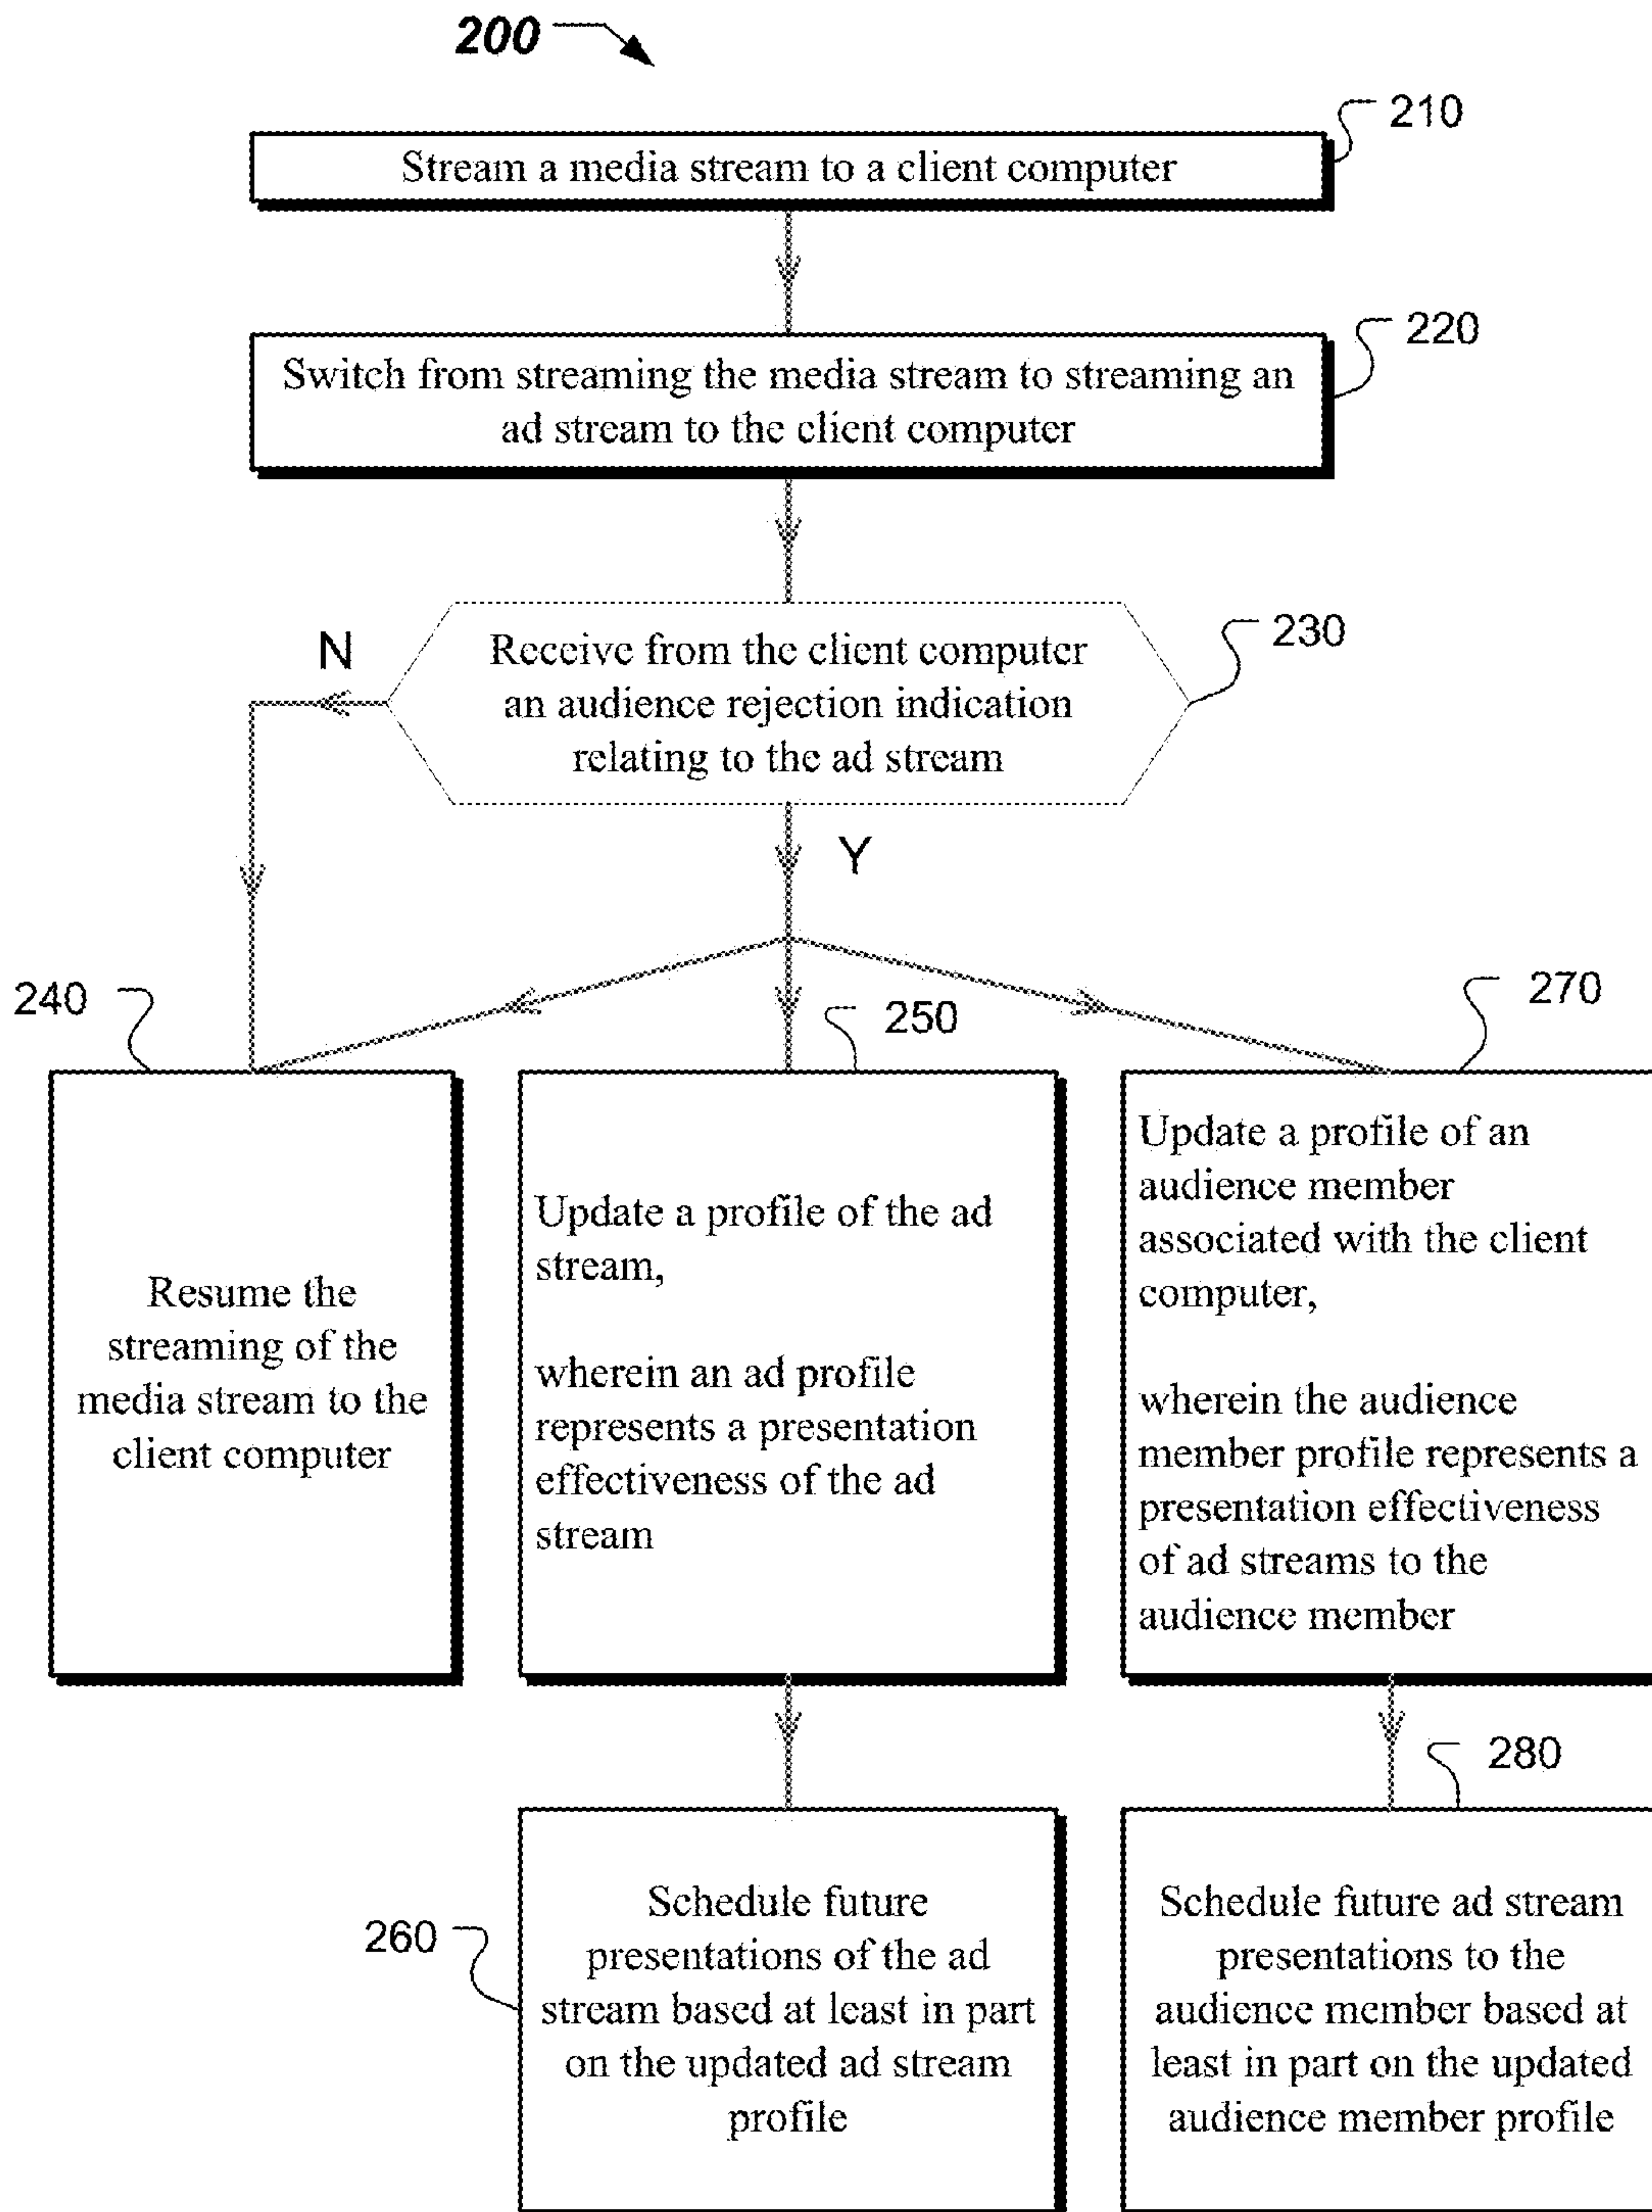 200
210
Stream a media stream to a client computer
220
Switch from streaming the media stream to streaming an
ad stream to the client computer
230
N
Receive from the client computer
an audience rejection indication
relating to the ad stream
Y
240
250
270
Resume the
streaming of the
media stream to the
client computer
Update a profile of the ad
stream,
wherein an ad profile
represents a presentation
effectiveness of the ad
stream
Update a profile of an
audience member
associated with the client
computer,
wherein the audience
member profile represents a
presentation effectiveness
of ad streams to the
audience member
260
Schedule future
presentations of the ad
stream based at least in part
on the updated ad stream
profile
280
Schedule future ad stream
presentations to the
audience member based at
least in part on the updated
audience member profile